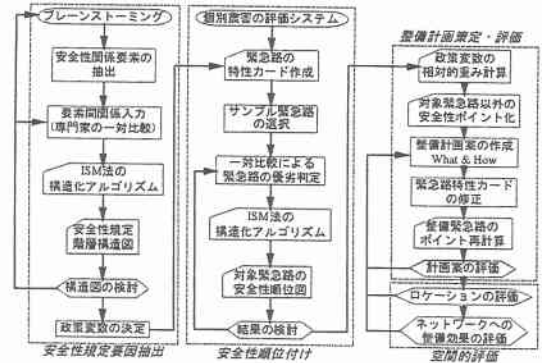 ブレーンストーミング
安全性関係要素の
抽出
要素間関係入力
(専門家の一対比較)
ISM法の
構造化アルゴリズム
安全性規定
階層構造図
構造図の検討
政策変数の決定
安全性規定要因抽出
個別震害の評価システム
緊急路の
特性カード作成
サンプル緊急路
の選択
一対比較による
緊急路の優劣判定
ISM法の
構造化アルゴリズム
対象緊急路の
安全性順位図
結果の検討
安全性順位付け
整備計画策定・評価
政策変数の
相対的重み計算
対象緊急路以外の
安全性ポイント化
整備計画案の作成
What & How
緊急路特性カード
の修正
整備緊急路の
ポイント再計算
計画案の評価
ロケーションの評価
ネットワークへの
整備効果の評価
空間的評価